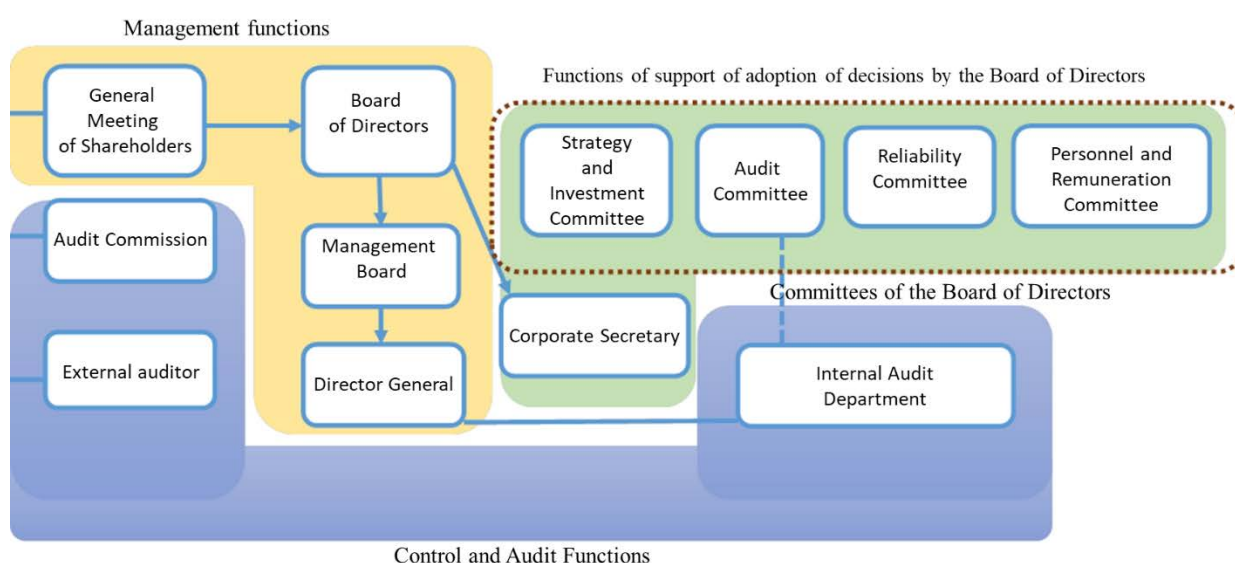 Management functions
Functions of support of adoption of decisions by the Board of Directors
General
Meeting
of Shareholders
Board
of Directors
Strategy
and
Investment
Committee
Audit
Committee
Reliability
Committee
Personnel and
Remuneration
Committee
Audit Commission
Management
Board
Committees of the Board of Directors
Corporate Secretary
External auditor
Director General
Internal Audit
Department
Control and Audit Functions